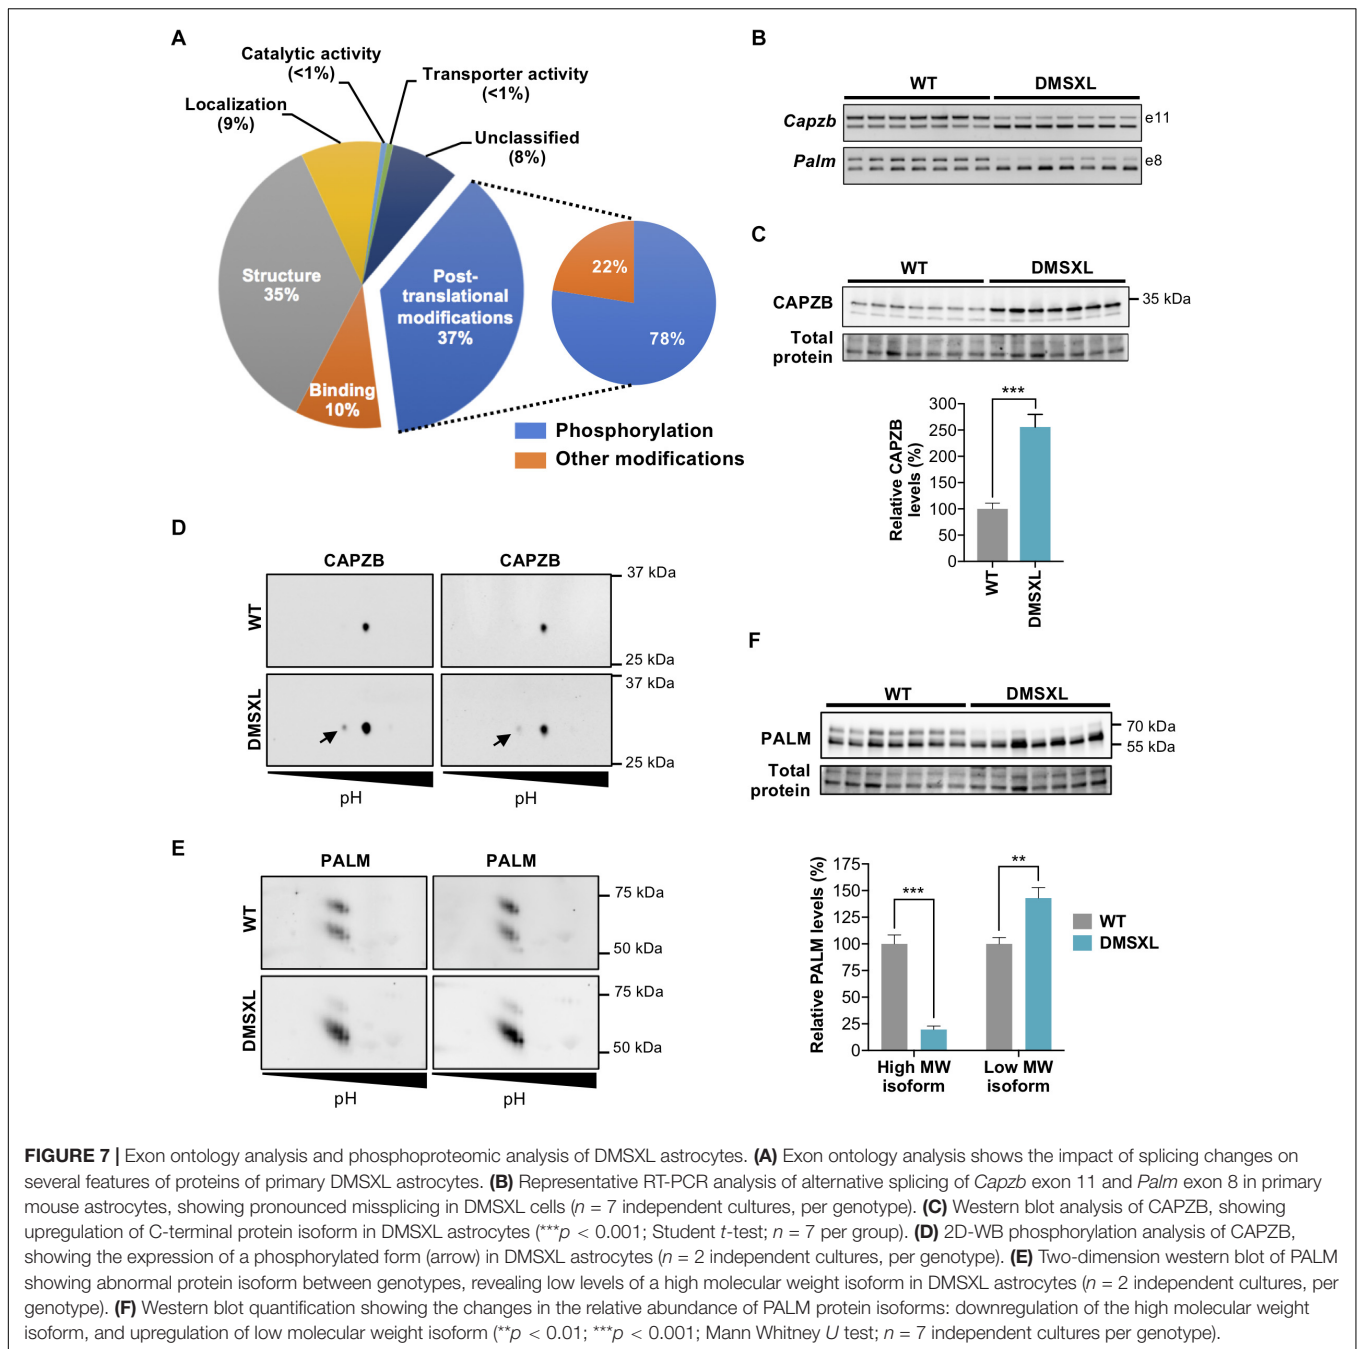 A
Catalytic activity
(<1%)
Transporter activity
(<1%)
Localization
(9%)
Unclassified
(8%)
Structure
35%
Post-
translational
modifications
37%
Binding
10%
22%
78%
Phosphorylation
Other modifications
B
WT DMSXL
Capzb e11
Palm e8
C
WT DMSXL
CAPZB 35 kDa
Total
protein
***
Relative CAPZB
levels (%)
300
250
200
150
100
50
0
WT
DMSXL
D
CAPZB CAPZB
WT
37 kDa
25 kDa
DMSXL
37 kDa
25 kDa
pH pH
E
PALM PALM
WT
75 kDa
50 kDa
DMSXL
75 kDa
50 kDa
pH pH
F
WT DMSXL
PALM
70 kDa
55 kDa
Total
protein
Relative PALM levels (%)
175
150
125
100
75
50
25
0
*** **
WT
DMSXL
High MW
isoform
Low MW
isoform
FIGURE 7 | Exon ontology analysis and phosphoproteomic analysis of DMSXL astrocytes. (A) Exon ontology analysis shows the impact of splicing changes on
several features of proteins of primary DMSXL astrocytes. (B) Representative RT-PCR analysis of alternative splicing of Capzb exon 11 and Palm exon 8 in primary
mouse astrocytes, showing pronounced missplicing in DMSXL cells (n = 7 independent cultures, per genotype). (C) Western blot analysis of CAPZB, showing
upregulation of C-terminal protein isoform in DMSXL astrocytes (***p < 0.001; Student t-test; n = 7 per group). (D) 2D-WB phosphorylation analysis of CAPZB,
showing the expression of a phosphorylated form (arrow) in DMSXL astrocytes (n = 2 independent cultures, per genotype). (E) Two-dimension western blot of PALM
showing abnormal protein isoform between genotypes, revealing low levels of a high molecular weight isoform in DMSXL astrocytes (n = 2 independent cultures, per
genotype). (F) Western blot quantification showing the changes in the relative abundance of PALM protein isoforms: downregulation of the high molecular weight
isoform, and upregulation of low molecular weight isoform (**p < 0.01; ***p < 0.001; Mann Whitney U test; n = 7 independent cultures per genotype).